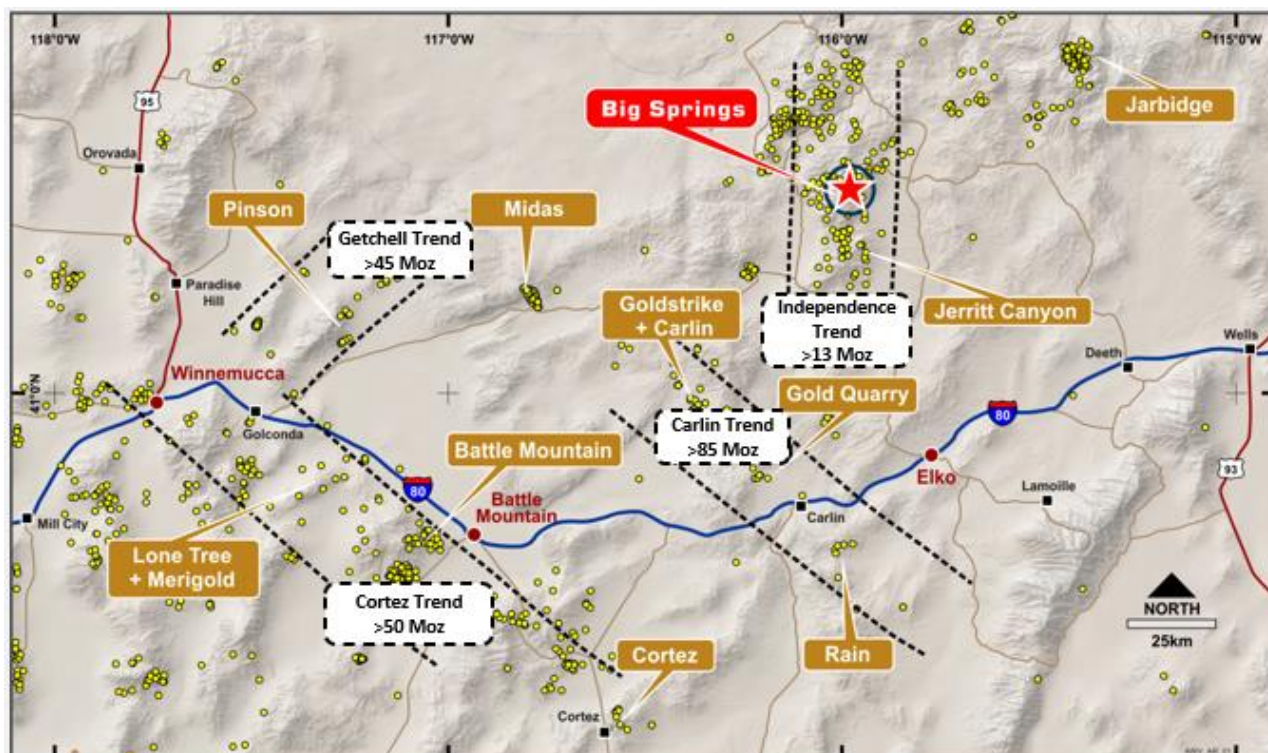 118°0'W
117°0'W
116°0'W
115°0'W
95
Orovada
Big Springs
Jarbidge
Pinson
Midas
Getchell Trend
>45 Moz
Paradise
Hill
Goldstrike
+ Carlin
Independence
Trend
>13 Moz
Jerritt Canyon
Wells
Deeth
41°0'N
Winnemucca
Golconda
Gold Quarry
Carlin Trend
>85 Moz
80
Battle Mountain
80
Elko
93
Battle
Mountain
Lamoille
Carlin
Mill City
Lone Tree
+ Merigold
Cortez Trend
>50 Moz
NORTH
25km
Cortez
Rain
Cortez